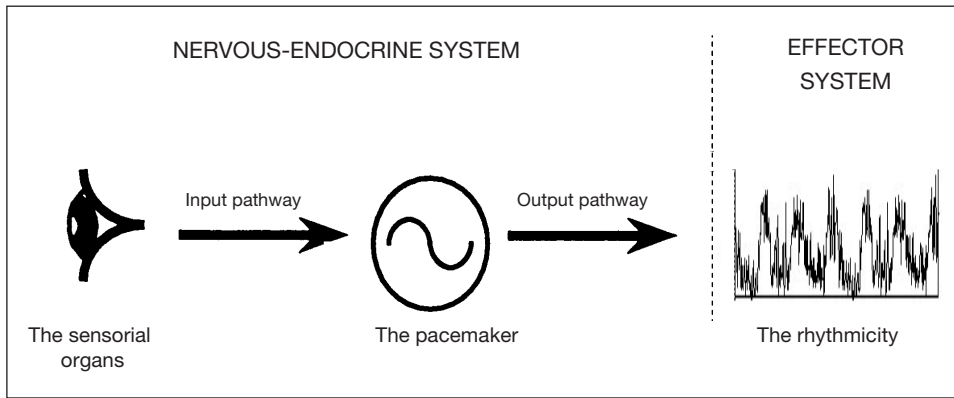 NERVOUS-ENDOCRINE SYSTEM
EFFECTOR
SYSTEM
Input pathway
Output pathway
The sensorial
organs
The pacemaker
The rhythmicity